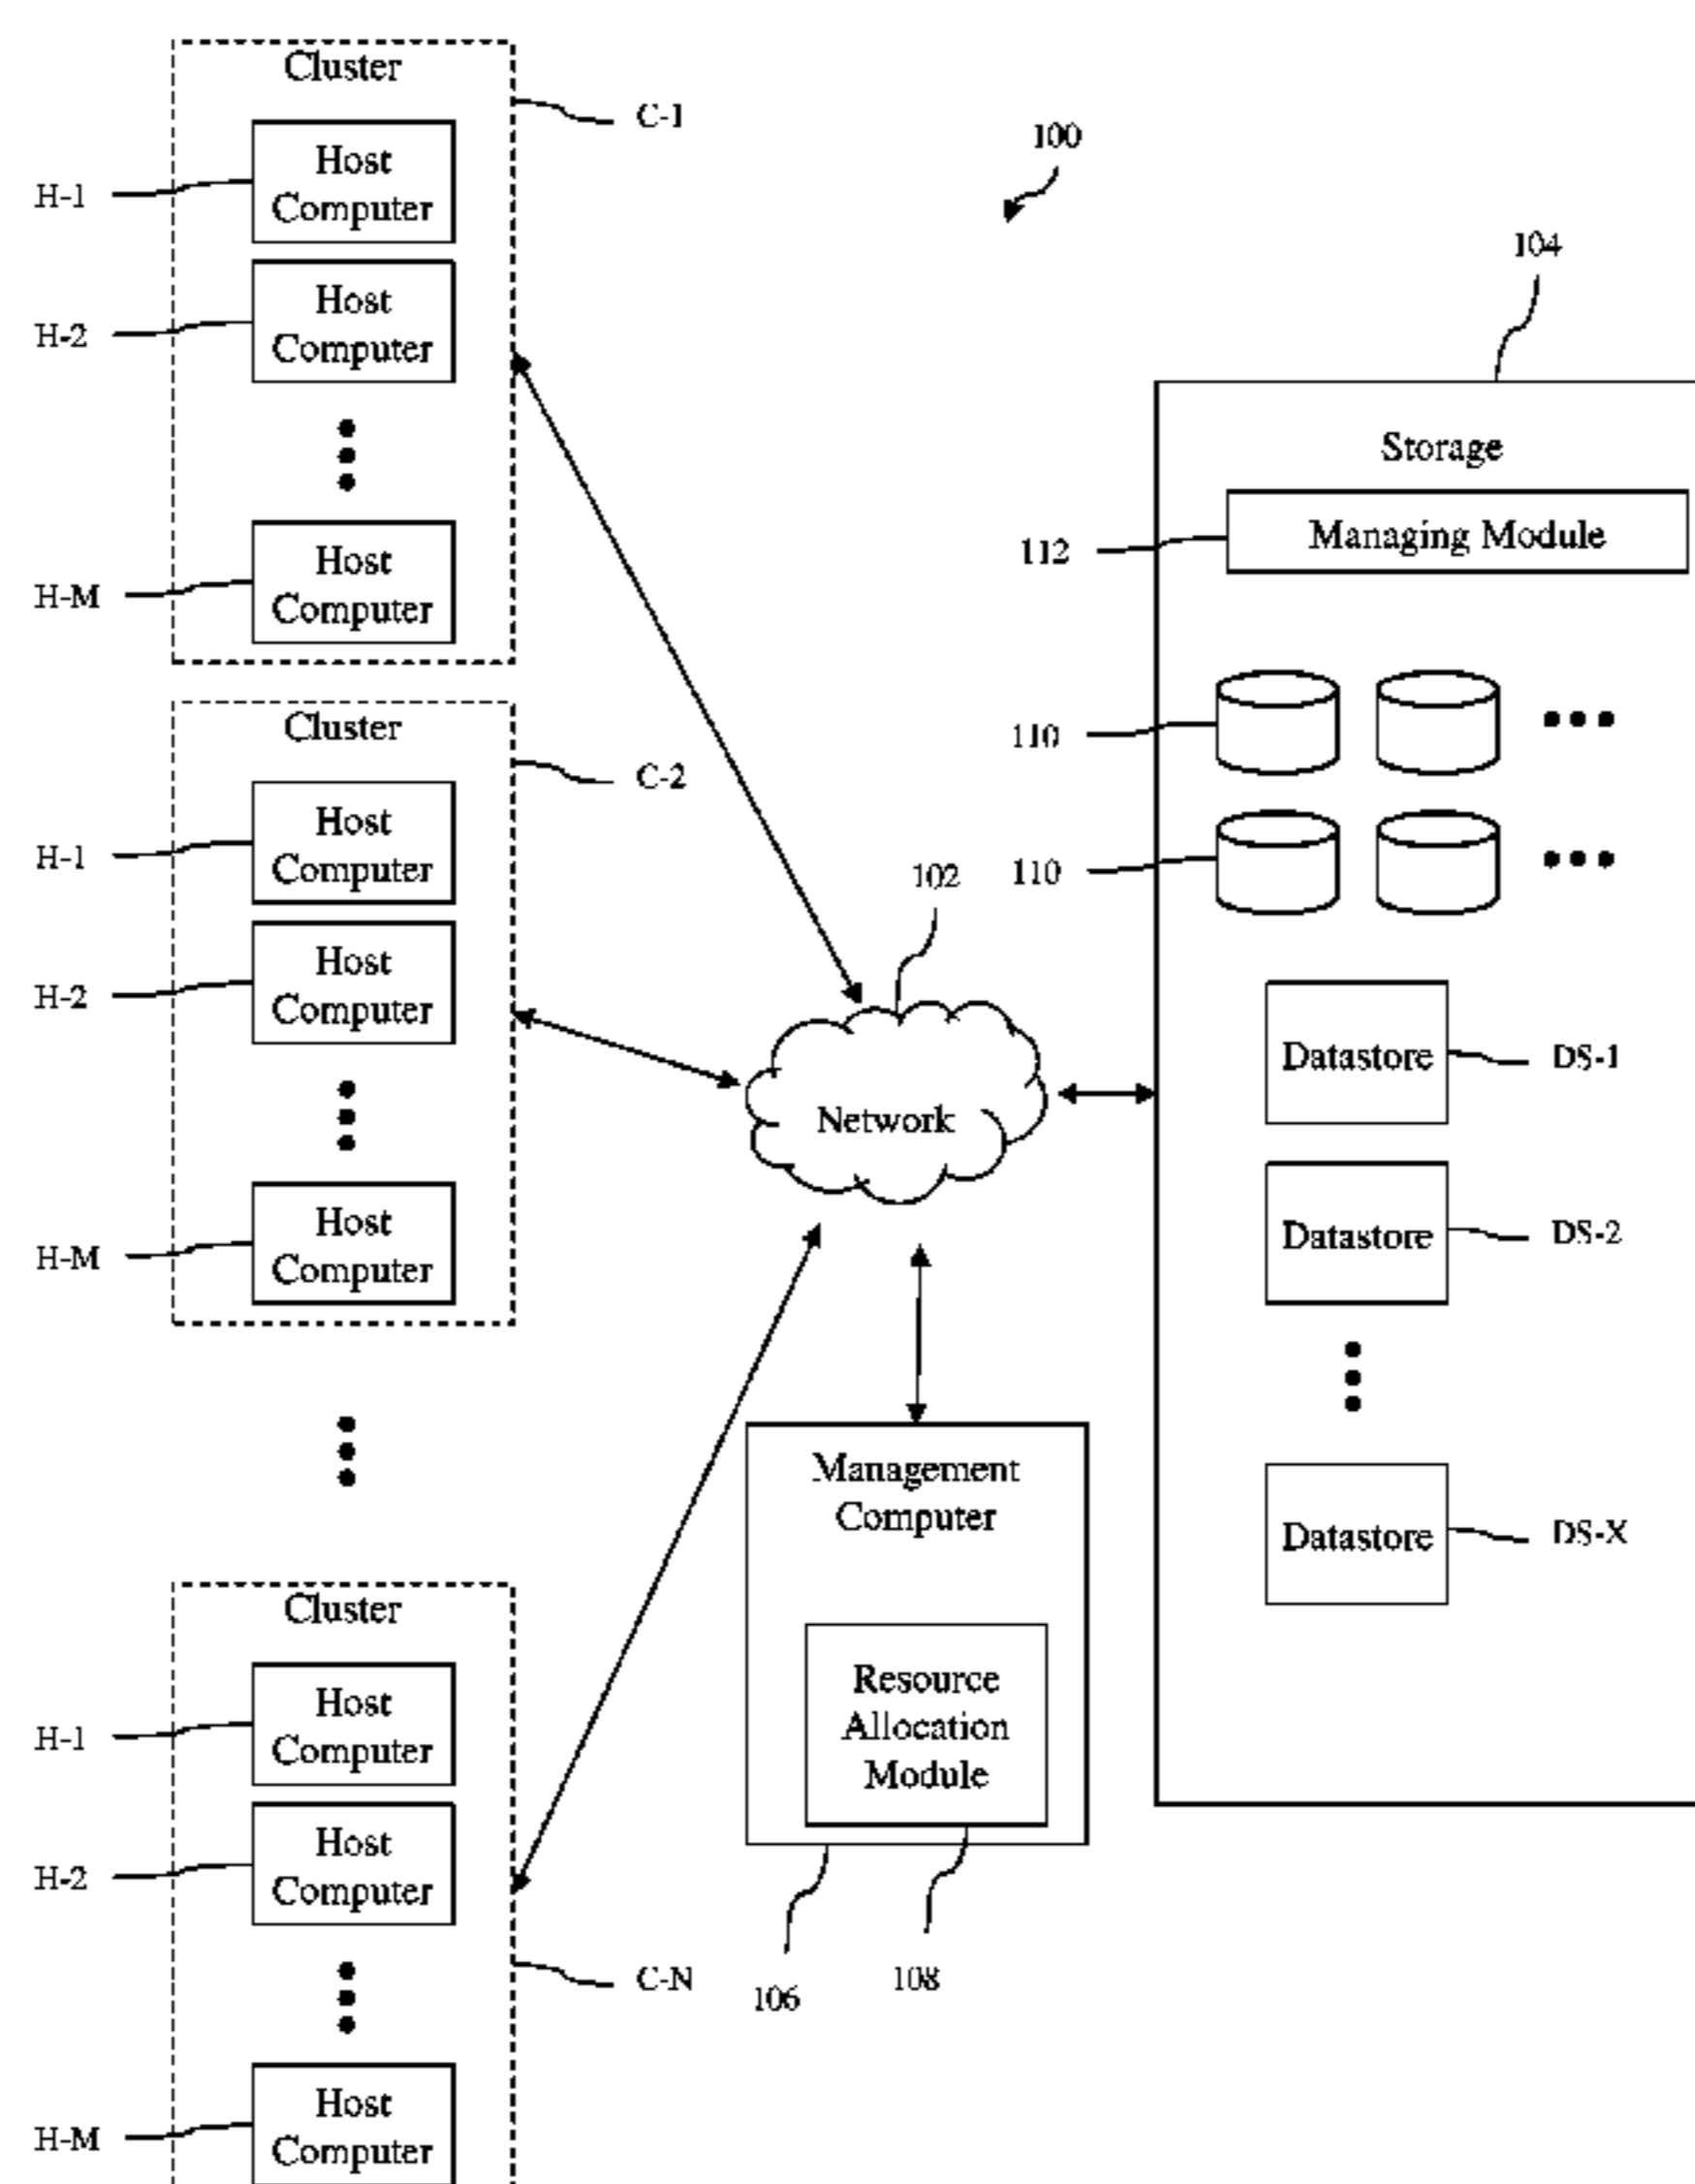 Cluster
C-1
Host
Computer
H-1
Host
Computer
H-2
Host
Computer
H-M
Cluster
C-2
Host
Computer
H-1
Host
Computer
H-2
Host
Computer
H-M
Cluster
Host
Computer
H-1
Host
Computer
H-2
C-N
Host
Computer
H-M
100
102
Network
Management
Computer
Resource
Allocation
Module
106
108
104
Storage
Managing Module
112
110
110
Datastore
DS-1
Datastore
DS-2
Datastore
DS-X